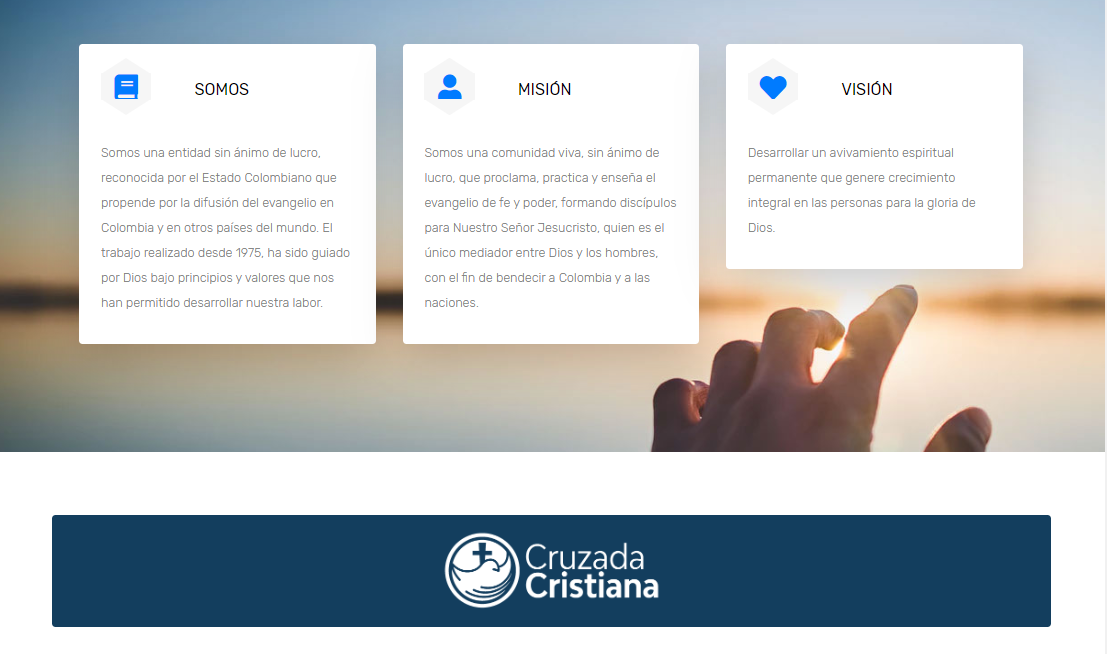 SOMOS
Somos una entidad sin ánimo de lucro,
reconocida por el Estado Colombiano que
propende por la difusión del evangelio en
Colombia y en otros países del mundo. El
trabajo realizado desde 1975, ha sido guiado
por Dios bajo principios y valores que nos
han permitido desarrollar nuestra labor.
MISIÓN
Somos una comunidad viva, sin ánimo de
lucro, que proclama, practica y enseña el
evangelio de fe y poder, formando discípulos
para Nuestro Señor Jesucristo, quien es el
único mediador entre Dios y los hombres,
con el fin de bendecir a Colombia y a las
naciones.
VISIÓN
Desarrollar un avivamiento espiritual
permanente que genere crecimiento
integral en las personas para la gloria de
Dios.
Cruzada
Cristiana